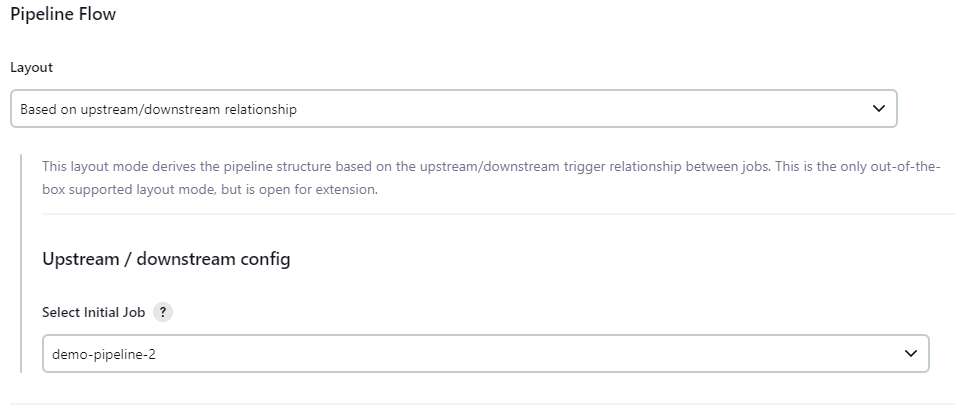 Pipeline Flow
Layout
Based on upstream/downstream relationship
This layout mode derives the pipeline structure based on the upstream/downstream trigger relationship between jobs. This is the only out-of-the-
box supported layout mode, but is open for extension.
Upstream / downstream config
Select Initial Job ?
demo-pipeline-2